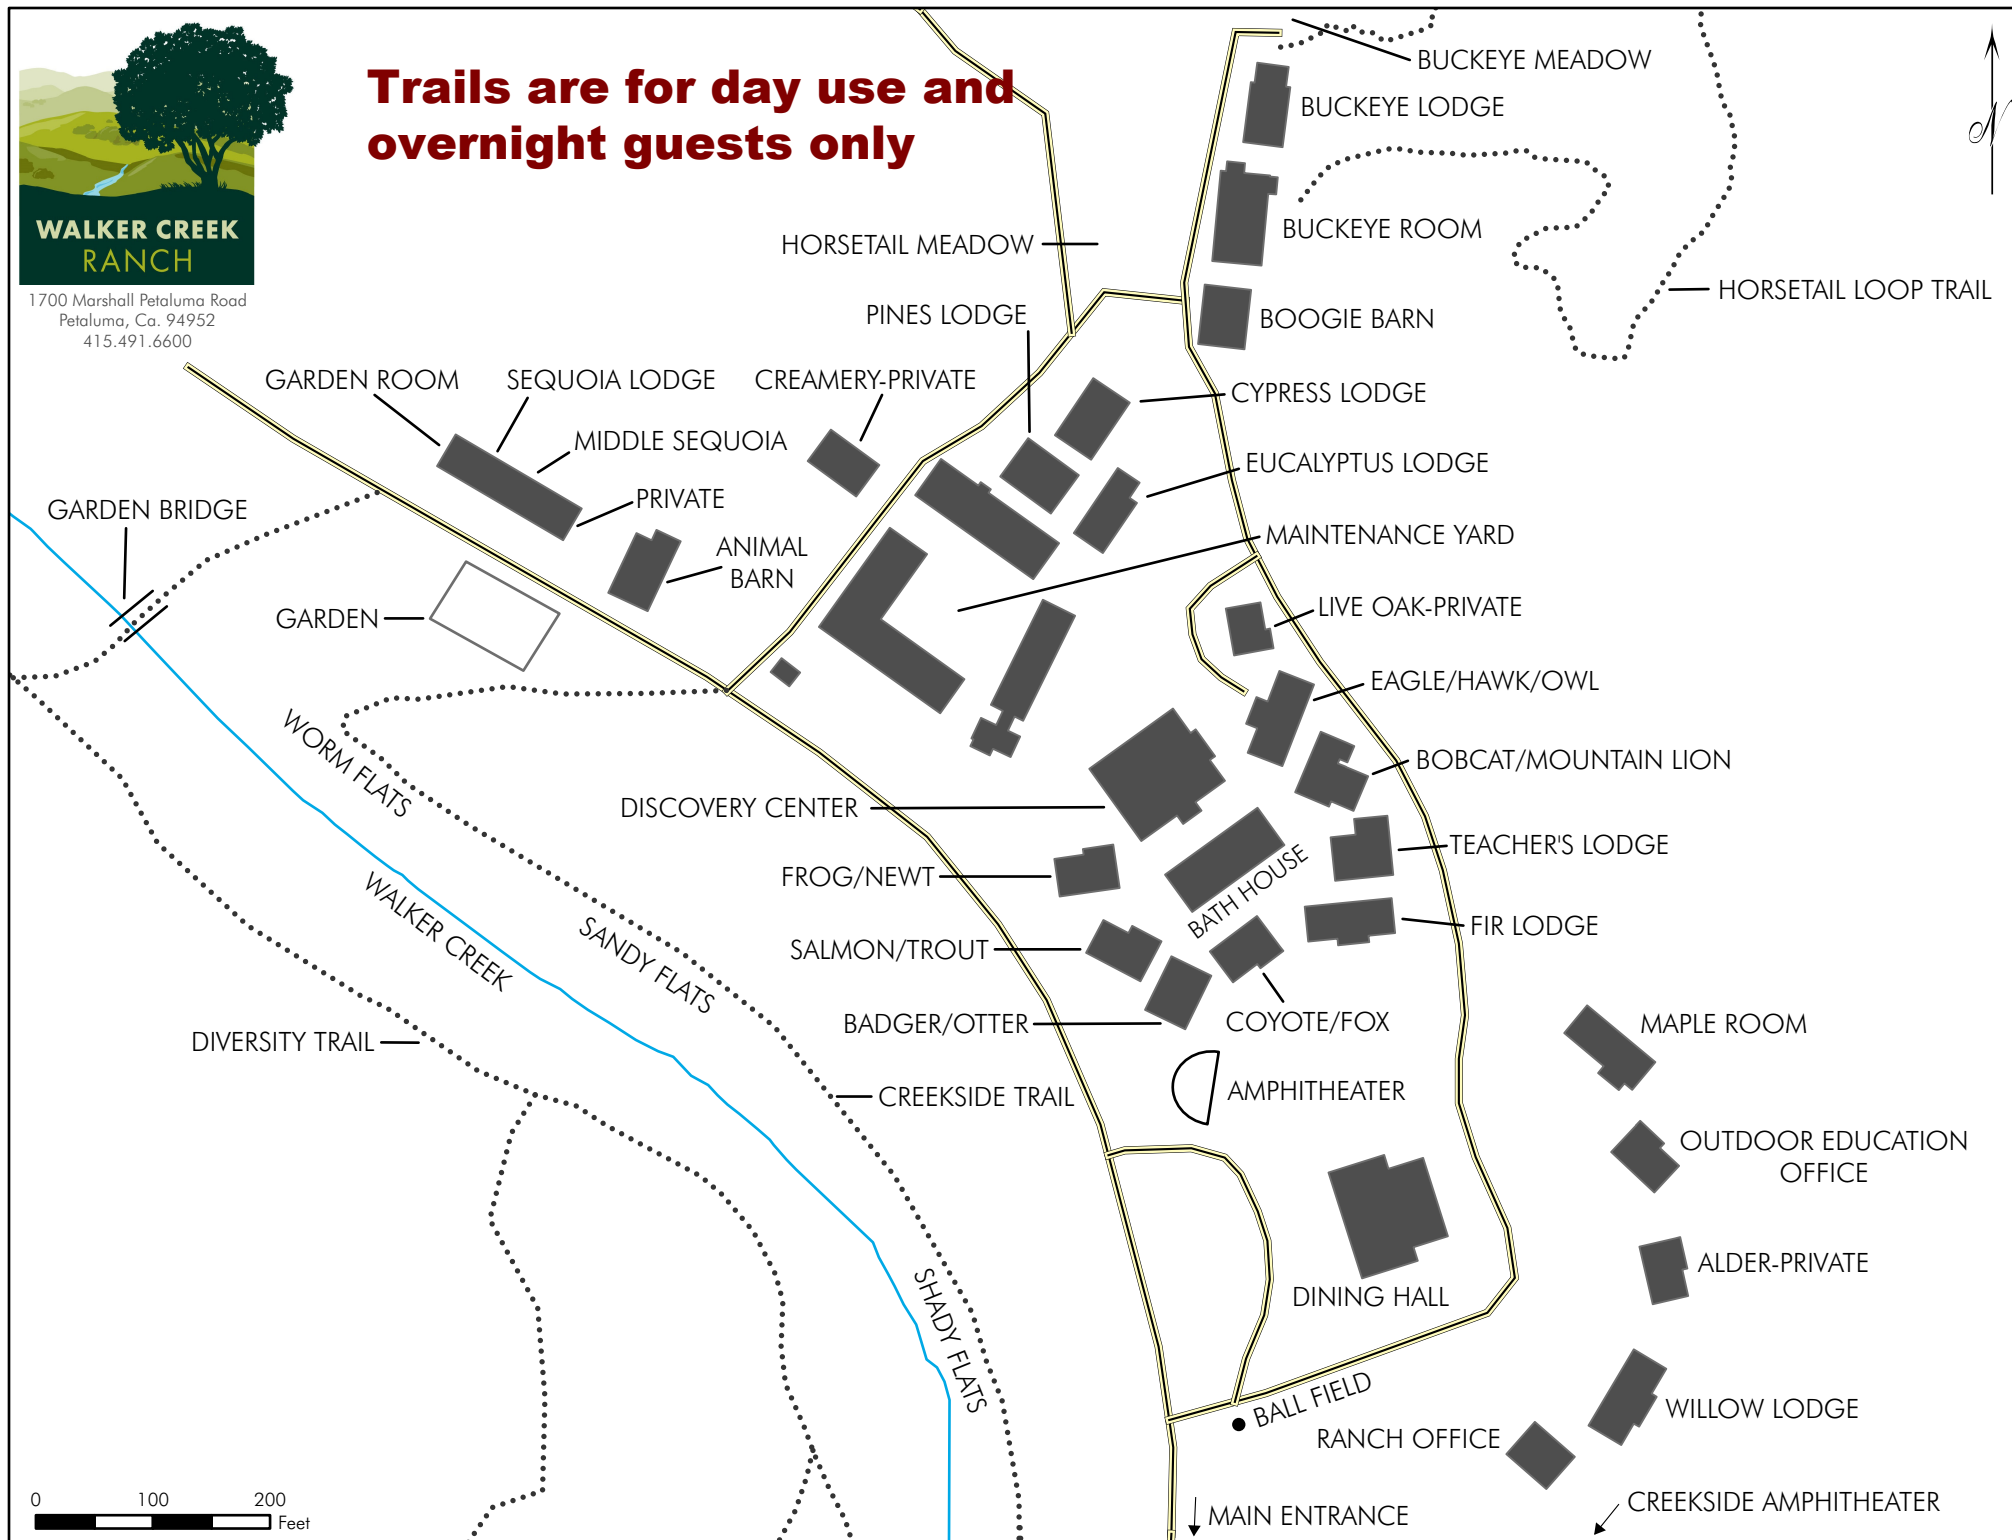 Trails are for day use and
overnight guests only
WALKER CREEK
RANCH
1700 Marshall Petaluma Road
Petaluma, Ca. 94952
415.491.6600
N
BUCKEYE MEADOW
BUCKEYE LODGE
BUCKEYE ROOM
HORSETAIL MEADOW
HORSETAIL LOOP TRAIL
PINES LODGE
BOOGIE BARN
GARDEN ROOM
SEQUOIA LODGE
CREAMERY-PRIVATE
CYPRESS LODGE
MIDDLE SEQUOIA
EUCALYPTUS LODGE
PRIVATE
GARDEN BRIDGE
MAINTENANCE YARD
ANIMAL
BARN
GARDEN
LIVE OAK-PRIVATE
EAGLE/HAWK/OWL
WORM FLATS
BOBCAT/MOUNTAIN LION
DISCOVERY CENTER
TEACHER'S LODGE
FROG/NEWT
BATH HOUSE
WALKER CREEK
SANDY FLATS
FIR LODGE
SALMON/TROUT
BADGER/OTTER
COYOTE/FOX
MAPLE ROOM
DIVERSITY TRAIL
CREEKSIDE TRAIL
AMPHITHEATER
OUTDOOR EDUCATION
OFFICE
ALDER-PRIVATE
DINING HALL
SHADY FLATS
BALL FIELD
WILLOW LODGE
RANCH OFFICE
0 100 200
Feet
MAIN ENTRANCE
CREEKSIDE AMPHITHEATER